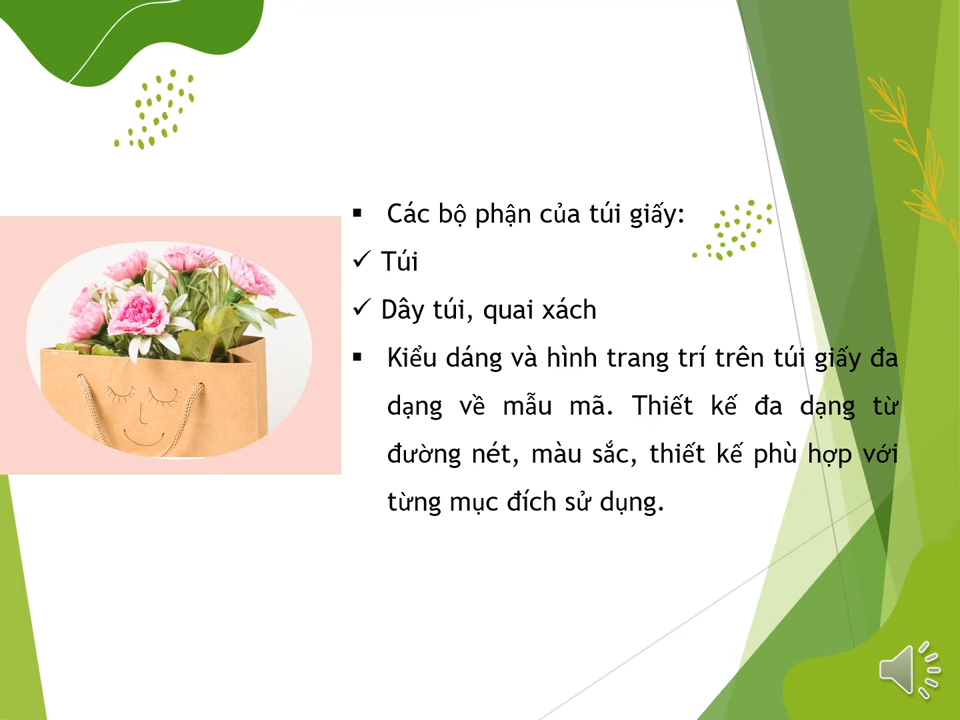 ▪ Các bộ phận của túi giấy:
✓ Túi
✓ Dây túi, quai xách
▪ Kiểu dáng và hình trang trí trên túi giấy đa
dạng về mẫu mã. Thiết kế đa dạng từ
đường nét, màu sắc, thiết kế phù hợp với
từng mục đích sử dụng.